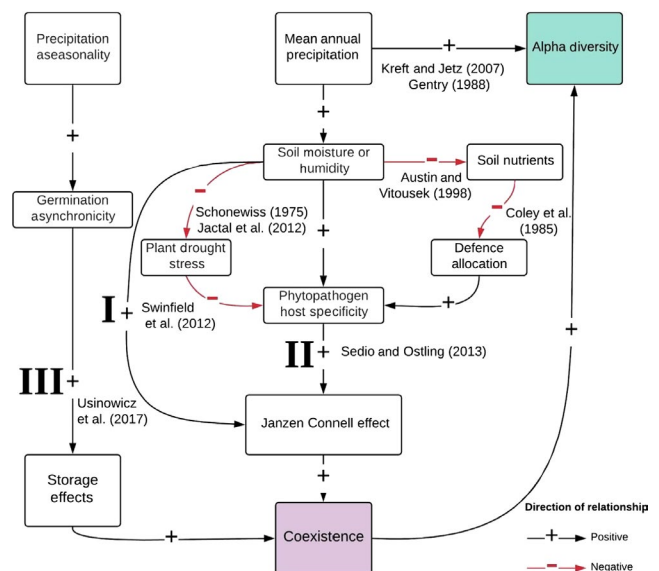 Precipitation
aseasonality
Mean annual
precipitation
+
Alpha diversity
Kreft and Jetz (2007)
Gentry (1988)
+
+
Soil moisture or
humidity
-
Soil nutrients
Austin and
Vitousek (1998)
Germination
asynchronicity
-
Schonewiss (1975)
Jactal et al. (2012)
+
-
Coley et al.
(1985)
Plant drought
stress
Defence
allocation
-
+
Phytopathogen
host specificity
I +
Swinfield
et al. (2012)
+
II +
Sedio and Ostling (2013)
III +
Usinowicz
et al. (2017)
Janzen Connell effect
+
Storage
effects
+
Coexistence
Direction of relationship
+ Positive
- Negative